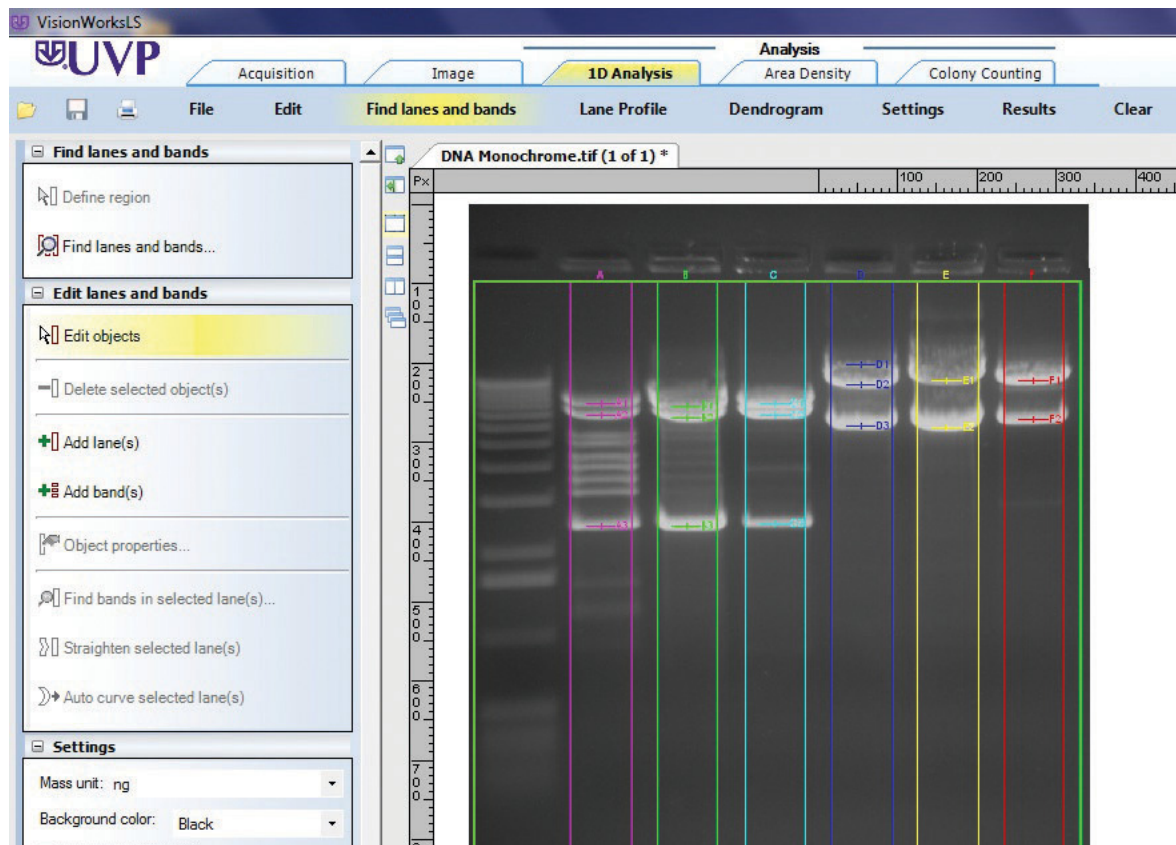 VisionWorksLS
UVP
Analysis
Acquisition Image 1D Analysis Area Density Colony Counting
File Edit Find lanes and bands Lane Profile Dendrogram Settings Results Clear
Find lanes and bands
Define region
Find lanes and bands...
Edit lanes and bands
Edit objects
Delete selected object(s)
Add lane(s)
Add band(s)
Object properties...
Find bands in selected lane(s)...
Straighten selected lane(s)
Auto curve selected lane(s)
Settings
Mass unit: ng
Background color: Black
DNA Monochrome.tif (1 of 1) *
Px 100 200 300 400
100
200
300
400
500
600
700
A B C D E F
D1
D2 E1 F1
D3 E2 F2
A3